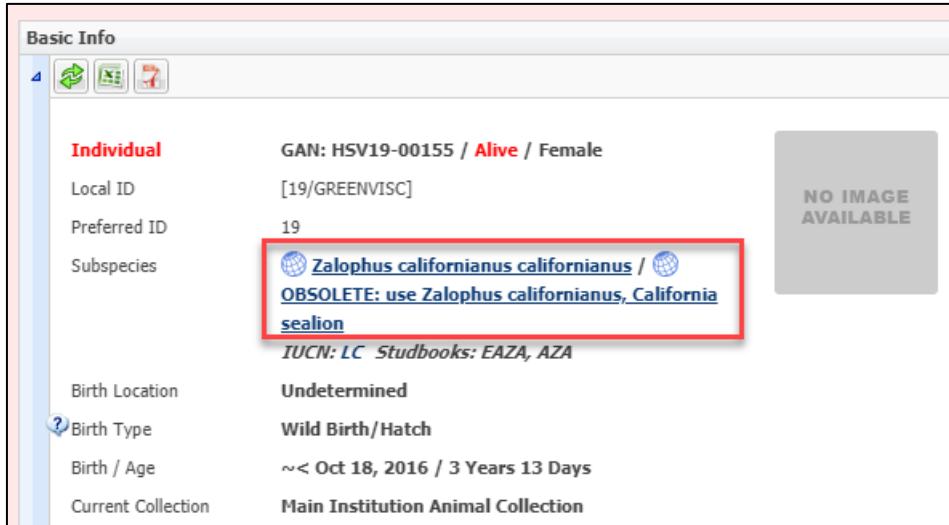 Basic Info
Individual GAN: HSV19-00155 / Alive / Female
Local ID [19/GREENVISC]
Preferred ID 19
NO IMAGE
AVAILABLE
Subspecies Zalophus californianus californianus /
OBSOLETE: use Zalophus californianus, California
sealion
IUCN: LC Studbooks: EAZA, AZA
Birth Location Undetermined
Birth Type Wild Birth/Hatch
Birth / Age ~< Oct 18, 2016 / 3 Years 13 Days
Current Collection Main Institution Animal Collection